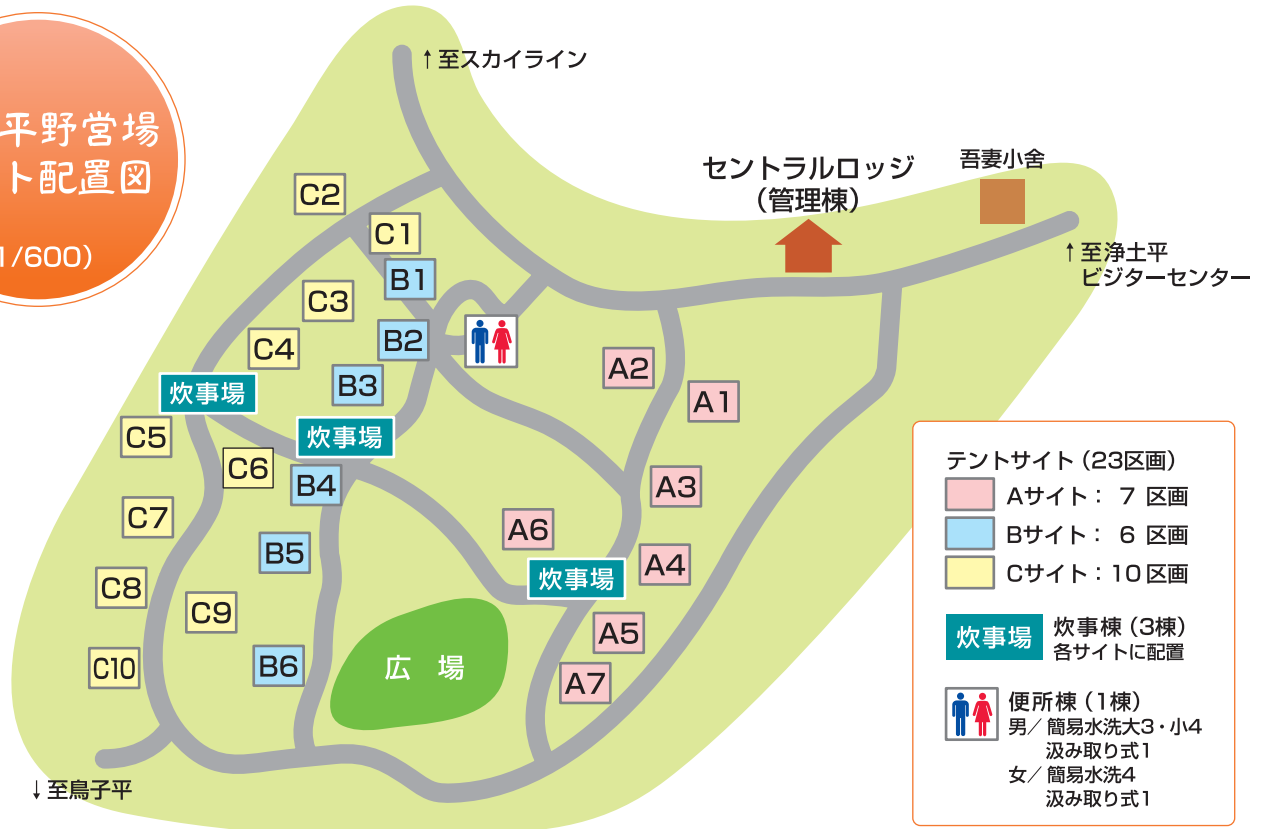 平野営場
ト配置図
1/600）
↑至スカイライン
セントラルロッジ
（管理棟）
吾妻小舎
↑至浄土平
ビジターセンター
C2
C1
B1
C3
B2
C4
B3
A2
A1
炊事場
炊事場
C5
C6
B4
A3
C7
A6
B5
A4
炊事場
C8
C9
A5
B6
C10
広　場
A7
↓至鳥子平
テントサイト（23区画）
Aサイト： 7 区画
Bサイト： 6 区画
Cサイト：10区画
炊事場
炊事棟（3棟）
各サイトに配置
便所棟（1棟）
男／簡易水洗大3・小4
汲み取り式1
女／簡易水洗4
汲み取り式1